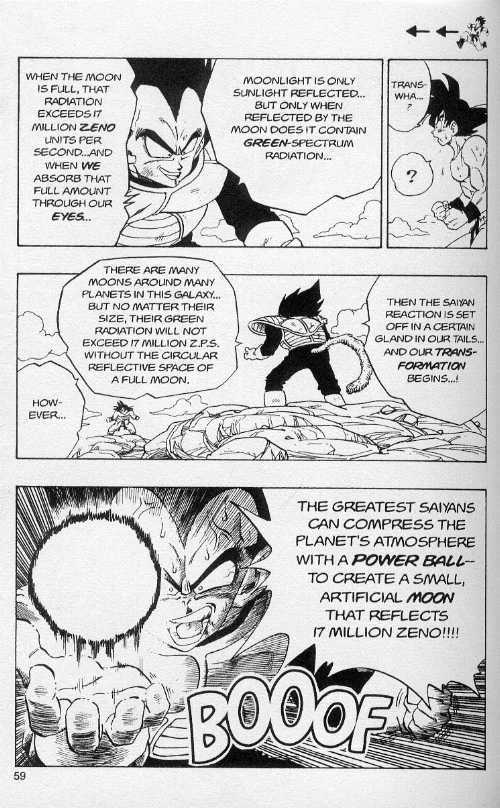 TRANS-
WHA...
?
?
MOONLIGHT IS ONLY
SUNLIGHT REFLECTED...
BUT ONLY WHEN
REFLECTED BY THE
MOON DOES IT CONTAIN
GREEN-SPECTRUM
RADIATION...
WHEN THE MOON
IS FULL, THAT
RADIATION
EXCEEDS 17
MILLION ZENO
UNITS PER
SECOND...AND
WHEN WE
ABSORB THAT
FULL AMOUNT
THROUGH OUR
EYES...
THEN THE SAIYAN
REACTION IS SET
OFF IN A CERTAIN
GLAND IN OUR TAILS...
AND OUR TRANS-
FORMATION
BEGINS...!
THERE ARE MANY
MOONS AROUND MANY
PLANETS IN THIS GALAXY...
BUT NO MATTER THEIR
SIZE, THEIR GREEN
RADIATION WILL NOT
EXCEED 17 MILLION Z.P.S.
WITHOUT THE CIRCULAR
REFLECTIVE SPACE OF
A FULL MOON.
HOW-
EVER...
THE GREATEST SAIYANS
CAN COMPRESS THE
PLANET'S ATMOSPHERE
WITH A POWER BALL--
TO CREATE A SMALL,
ARTIFICIAL MOON
THAT REFLECTS
17 MILLION ZENO!!!!
BOOOF
59